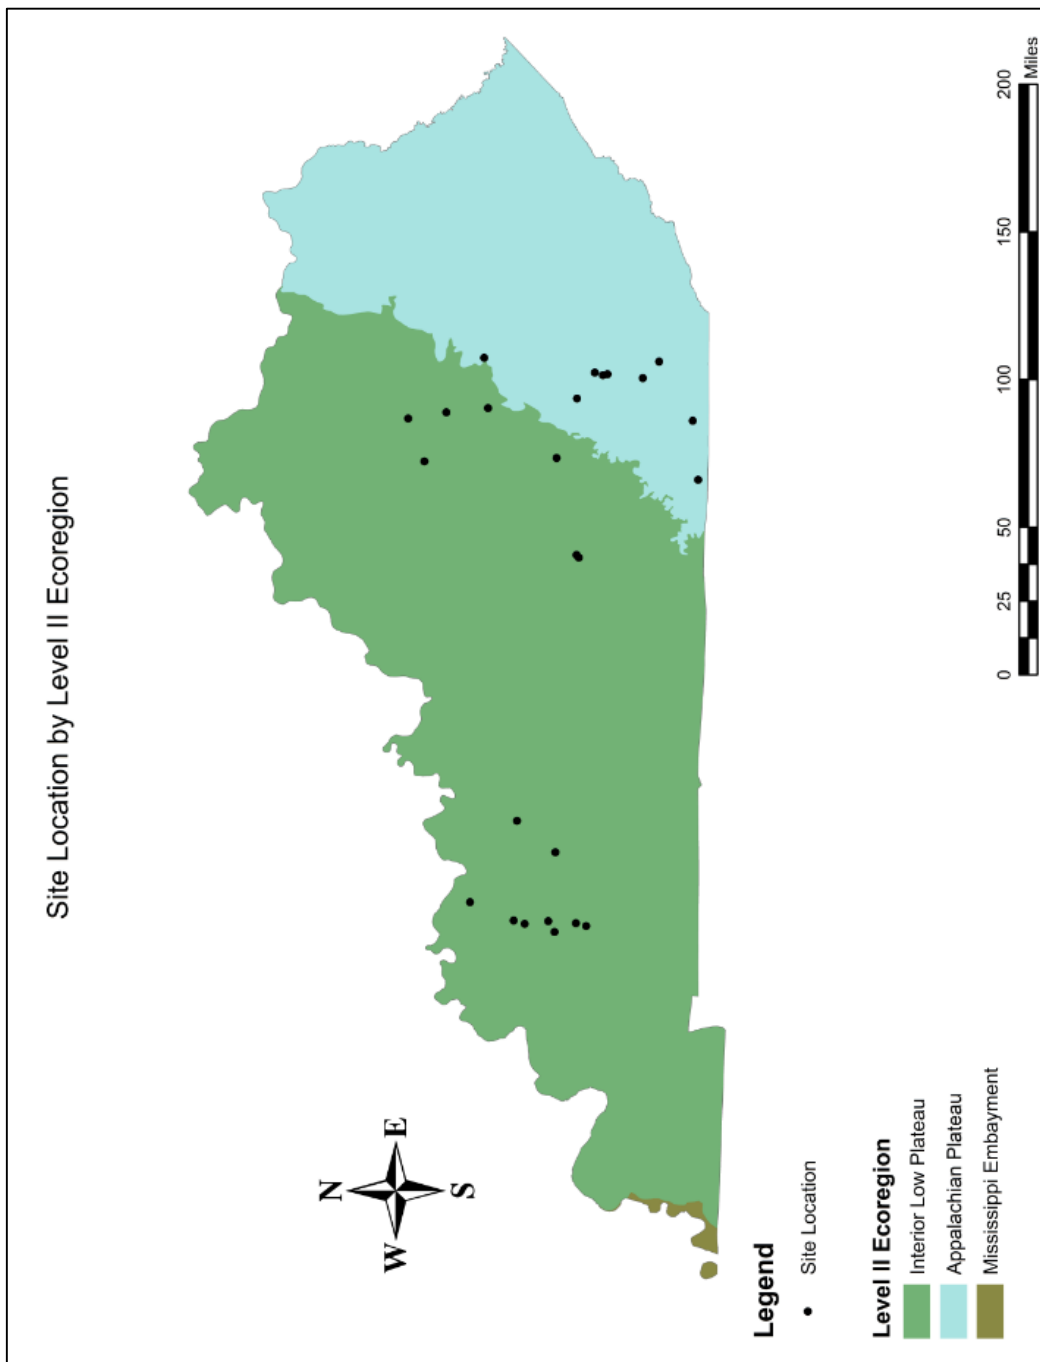 Site Location by Level II Ecoregion
N
W
E
S
Legend
Site Location
Level II Ecoregion
Interior Low Plateau
Appalachian Plateau
Mississippi Embayment
0 25 50 100 150 200
Miles